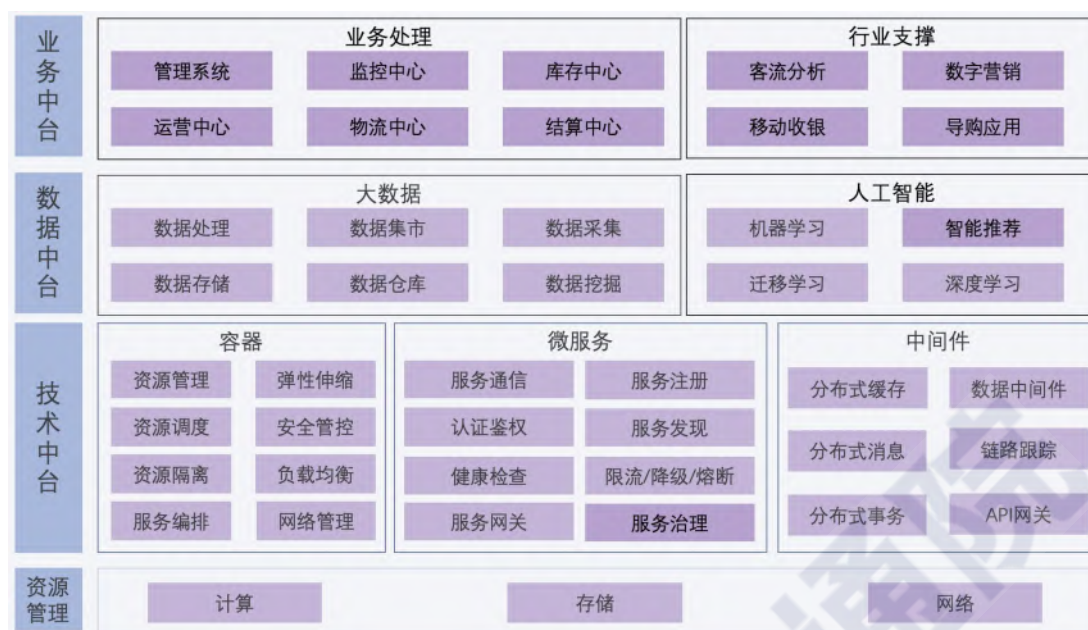 业务中台
业务处理
管理系统 监控中心 库存中心
运营中心 物流中心 结算中心
行业支撑
客流分析 数字营销
移动收银 导购应用
数据中台
大数据
数据处理 数据集市 数据采集
数据存储 数据仓库 数据挖掘
人工智能
机器学习 智能推荐
迁移学习 深度学习
技术中台
容器
资源管理 弹性伸缩
资源调度 安全管控
资源隔离 负载均衡
服务编排 网络管理
微服务
服务通信 服务注册
认证鉴权 服务发现
健康检查 限流/降级/熔断
服务网关 服务治理
中间件
分布式缓存 数据中间件
分布式消息 链路跟踪
分布式事务 API网关
资源
管理
计算 存储 网络
通院